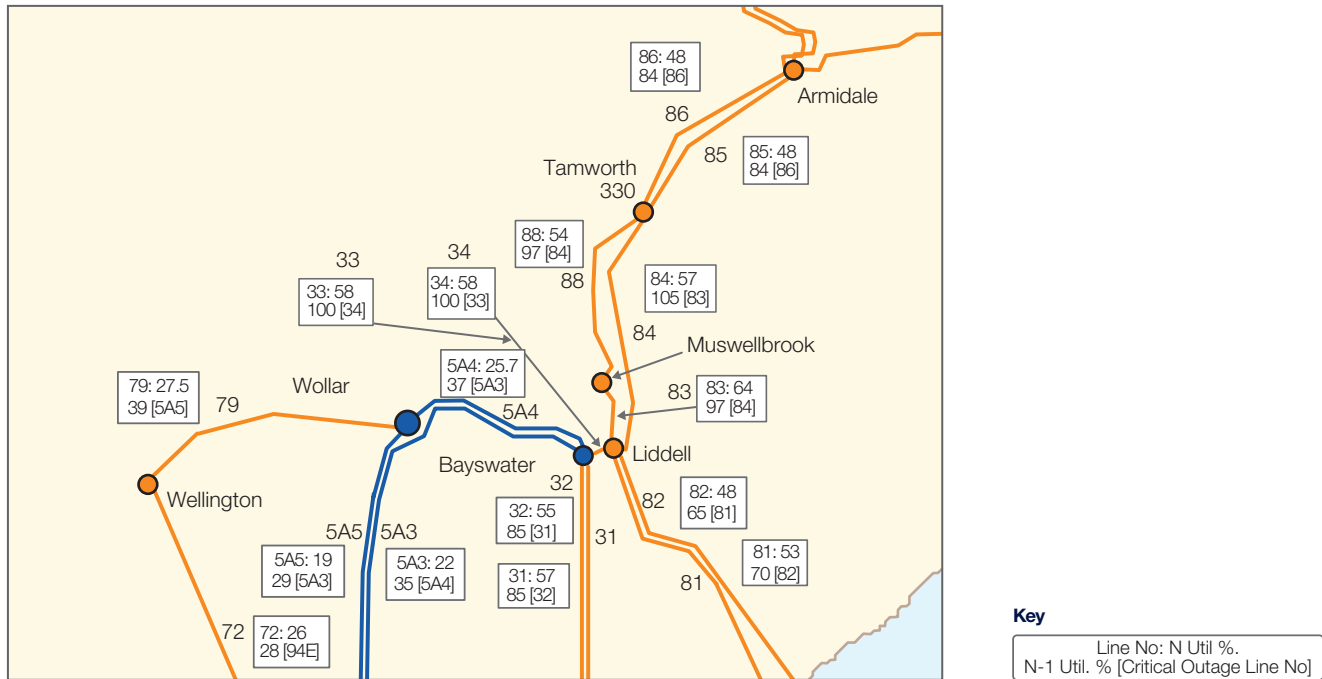 86: 48
84 [86]
Armidale
86
85
85: 48
84 [86]
Tamworth
330
88: 54
97 [84]
88
33
34
33: 58
100 [34]
34: 58
100 [33]
84: 57
105 [83]
84
Muswellbrook
5A4: 25.7
37 [5A3]
83
83: 64
97 [84]
79: 27.5
39 [5A5]
79
Wollar
5A4
Bayswater
Liddell
Wellington
32
32: 55
85 [31]
31
82
82: 48
65 [81]
5A5
5A3
5A5: 19
29 [5A3]
5A3: 22
35 [5A4]
31: 57
85 [32]
81
81: 53
70 [82]
72
72: 26
28 [94E]
Key
Line No: N Util %.
N-1 Util. % [Critical Outage Line No]